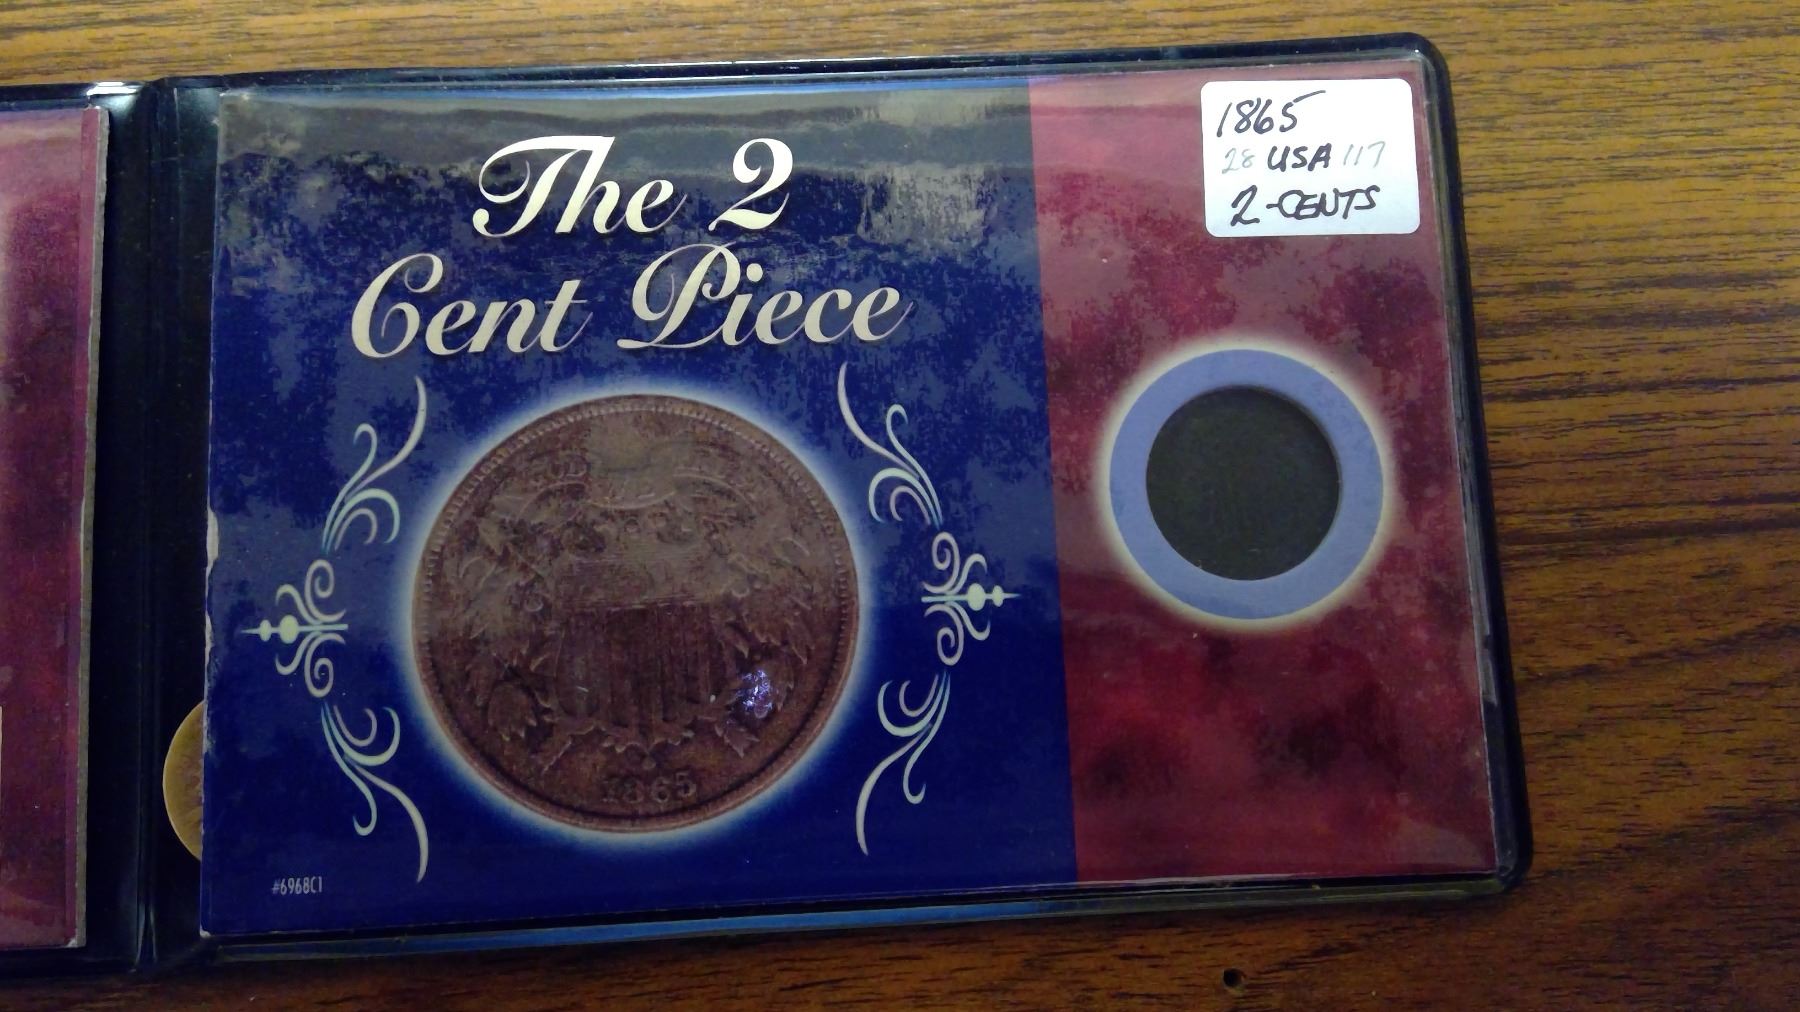 The 2
Cent Piece
1865
#6968C1
1865
28 USA 117
2-CENTS